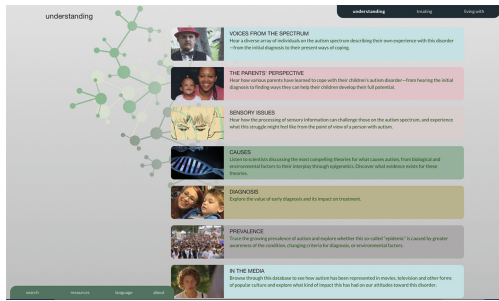 understanding
understanding treating living with
VOICES FROM THE SPECTRUM
Hear a diverse array of individuals on the autism spectrum describing their own experience with this disorder
—from the initial diagnosis to their present ways of coping.
THE PARENTS' PERSPECTIVE
Hear how various parents have learned to cope with their children's autism disorder—from hearing the initial
diagnosis to finding ways they can help their children develop their full potential.
SENSORY ISSUES
Hear how the processing of sensory information can challenge those on the autism spectrum, and experience
what this struggle might feel like from the point of view of a person with autism.
CAUSES
Listen to scientists discussing the most compelling theories for what causes autism, from biological and
environmental factors to their interplay through epigenetics. Discover what evidence exists for these
theories.
DIAGNOSIS
Explore the value of early diagnosis and its impact on treatment.
PREVALENCE
Trace the growing prevalence of autism and explore whether this so-called "epidemic" is caused by greater
awareness of the condition, changing criteria for diagnosis, or environmental factors.
IN THE MEDIA
Browse through this database to see how autism has been represented in movies, television and other forms
of popular culture and explore what kind of impact this has had on our attitudes toward this disorder.
search resources language about